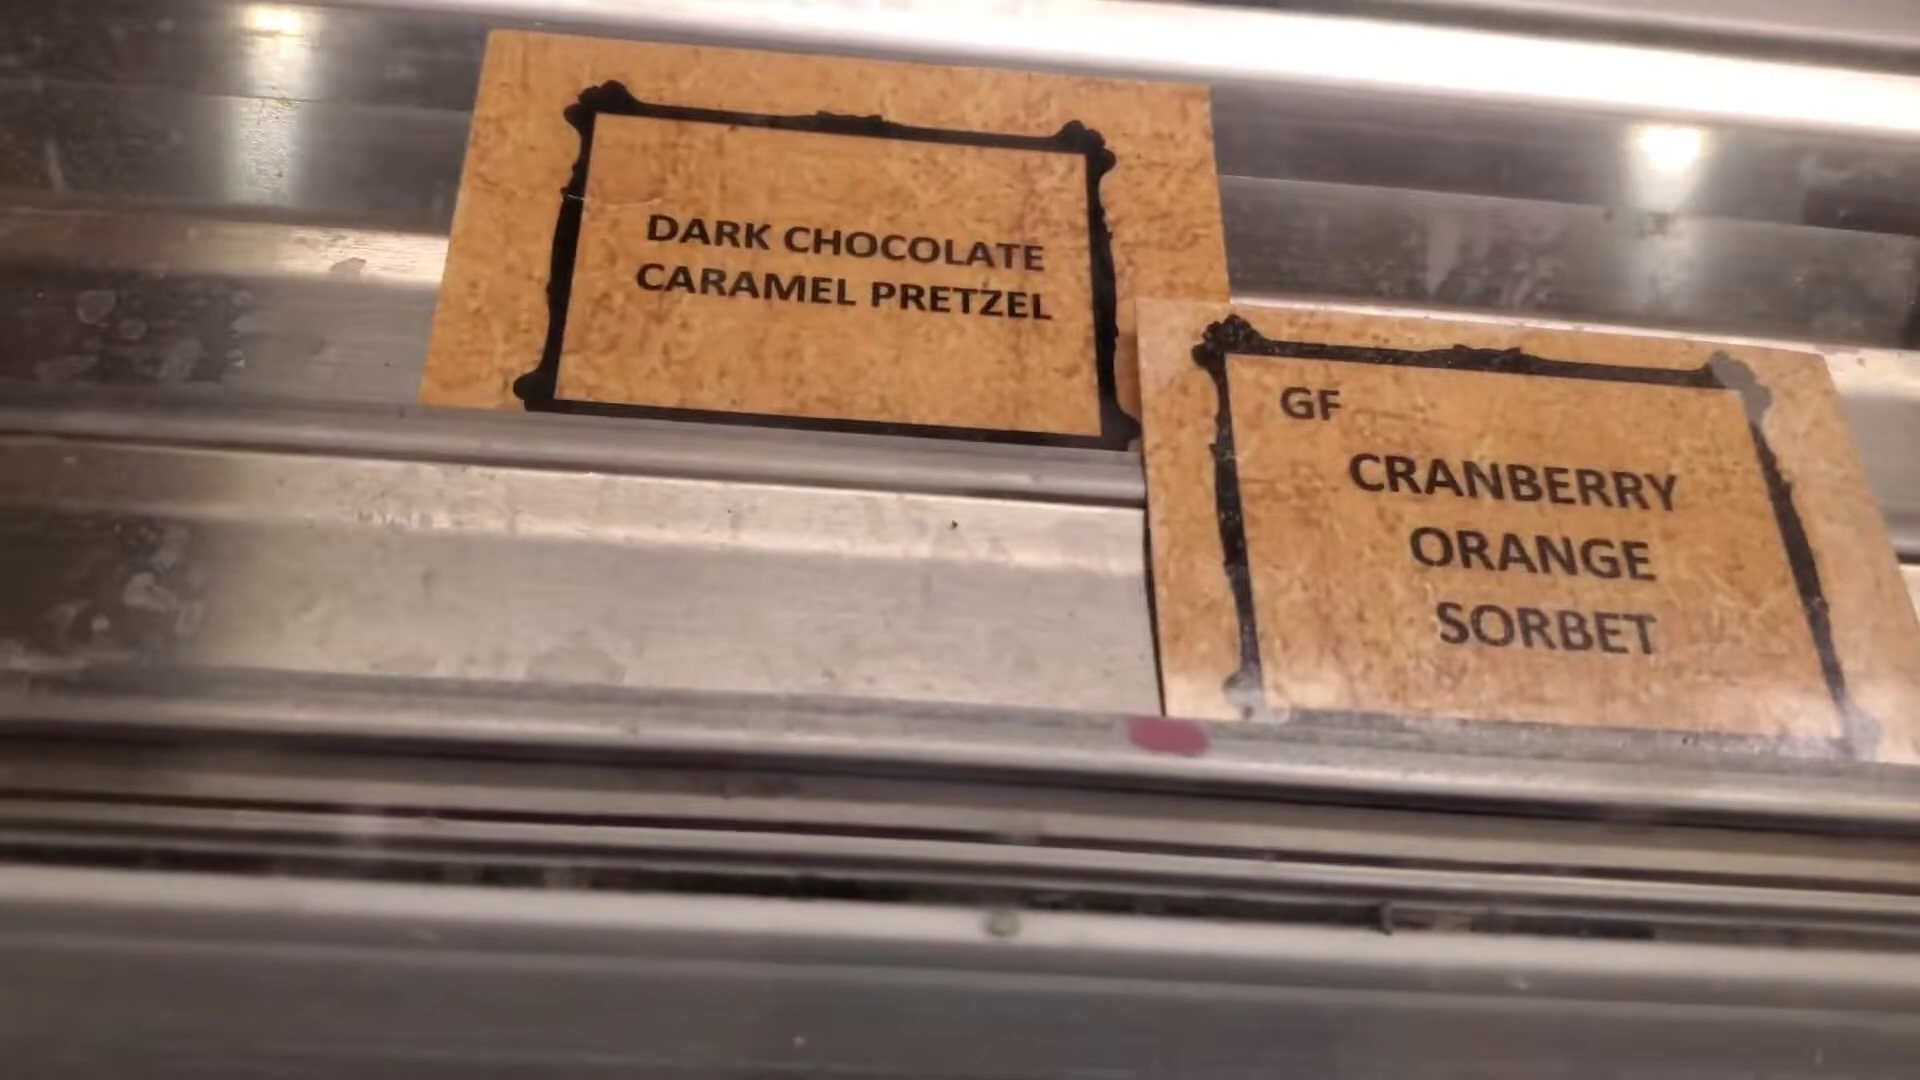 DARK CHOCOLATE
CARAMEL PRETZEL
GF
CRANBERRY
ORANGE
SORBET